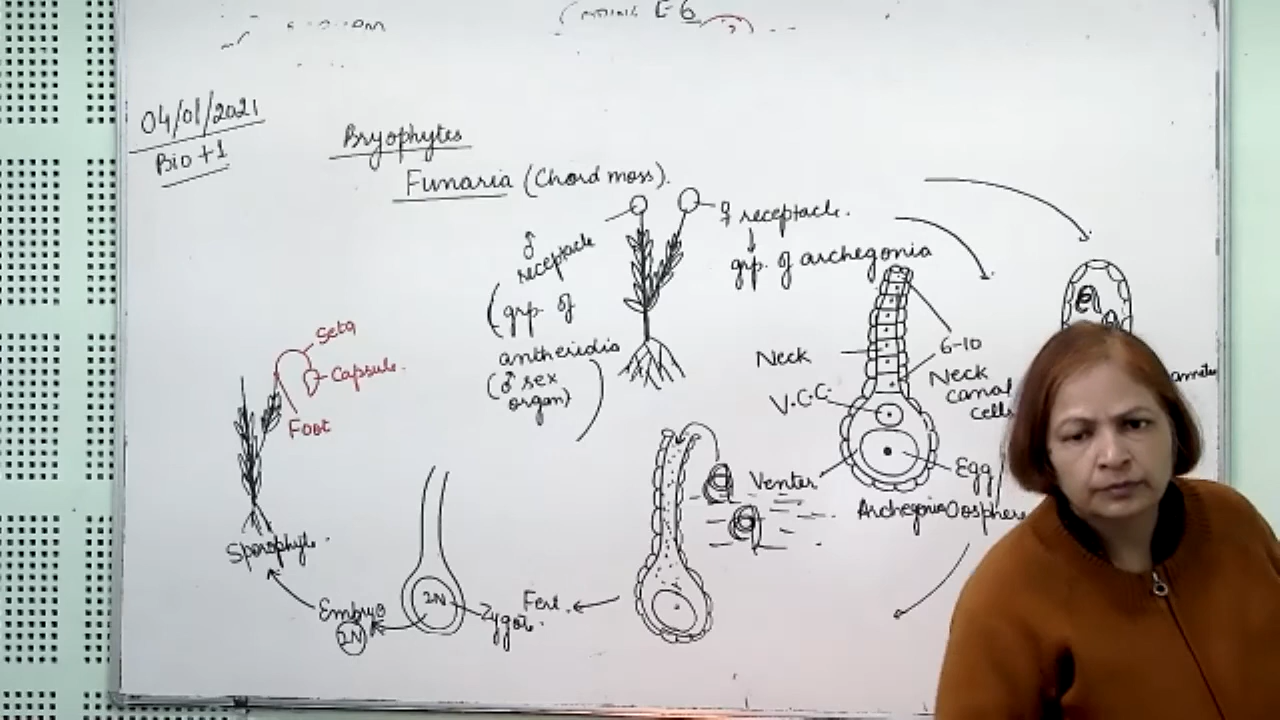 E6
04/01/2021
Bio +1
Bryophytes
Funaria (Chord moss).
♂ receptacle
(grp. of
antheridia
(♂ sex
organ)
♀ receptacle.
grp. of archegonia
Neck
V.C.C.
Venter
6-10
Neck
canal
cells
Egg
Oosphere
Archegonia
Seta
Capsule.
Foot
Sporophyte.
Embryo
2N
2N
Zygote.
Fert.